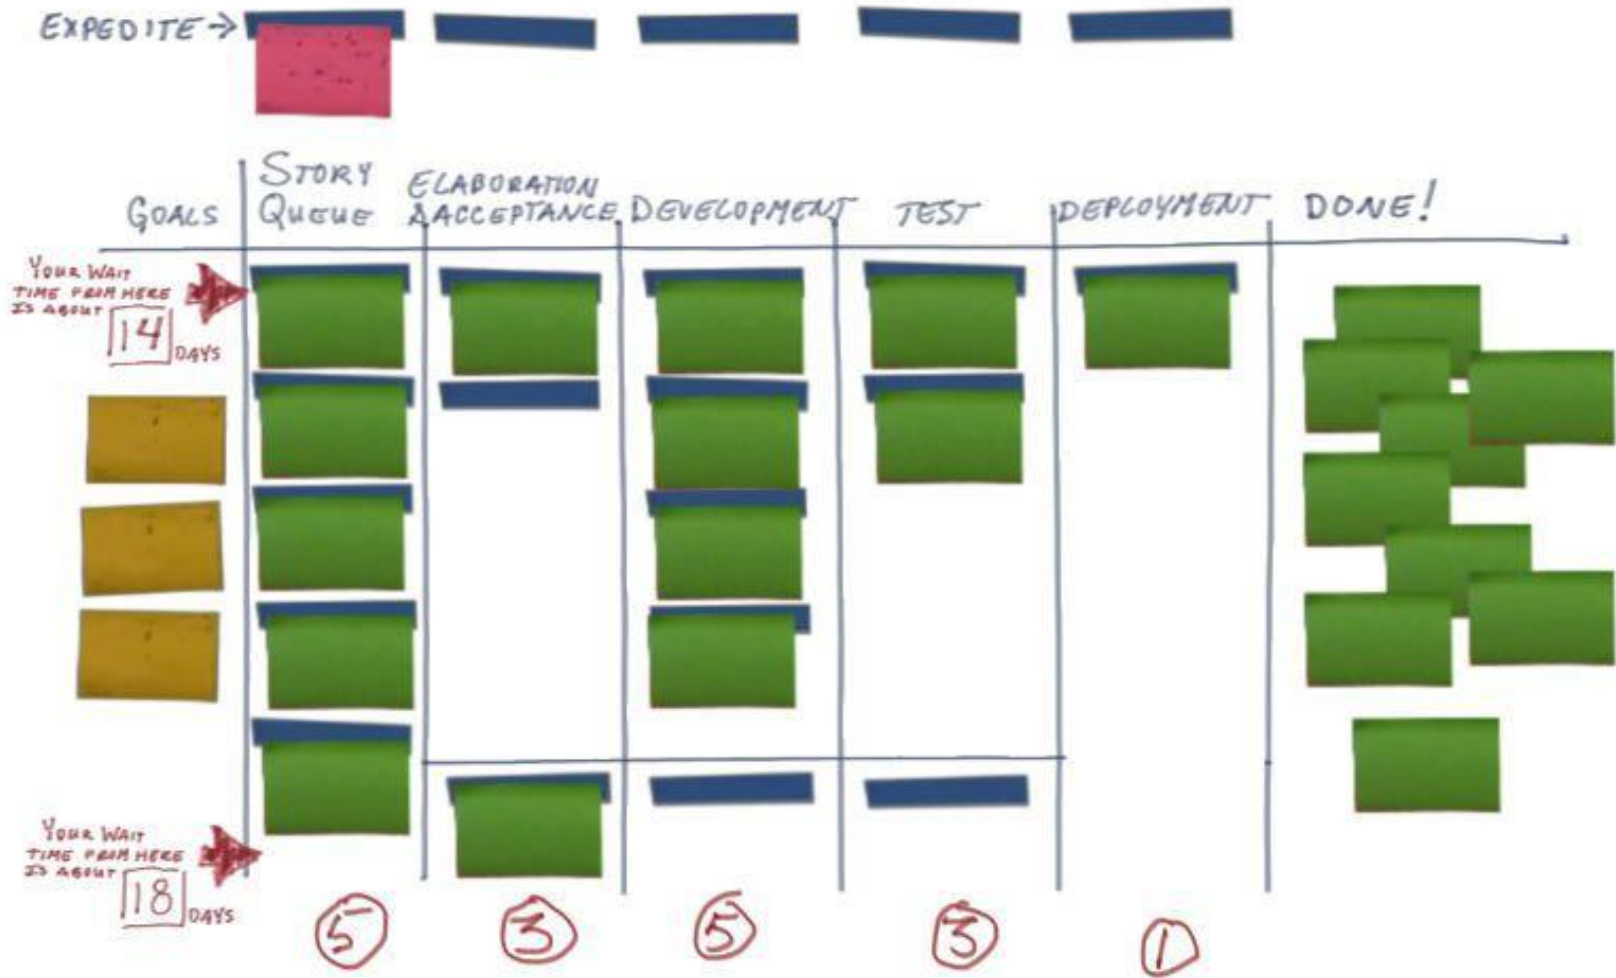 EXPEDITE →
GOALS
STORY
QUEUE
ELABORATION
& ACCEPTANCE
DEVELOPMENT
TEST
DEPLOYMENT
DONE!
YOUR WAIT
TIME FROM HERE
IS ABOUT
14
DAYS
YOUR WAIT
TIME FROM HERE
IS ABOUT
18
DAYS
5
3
5
3
1